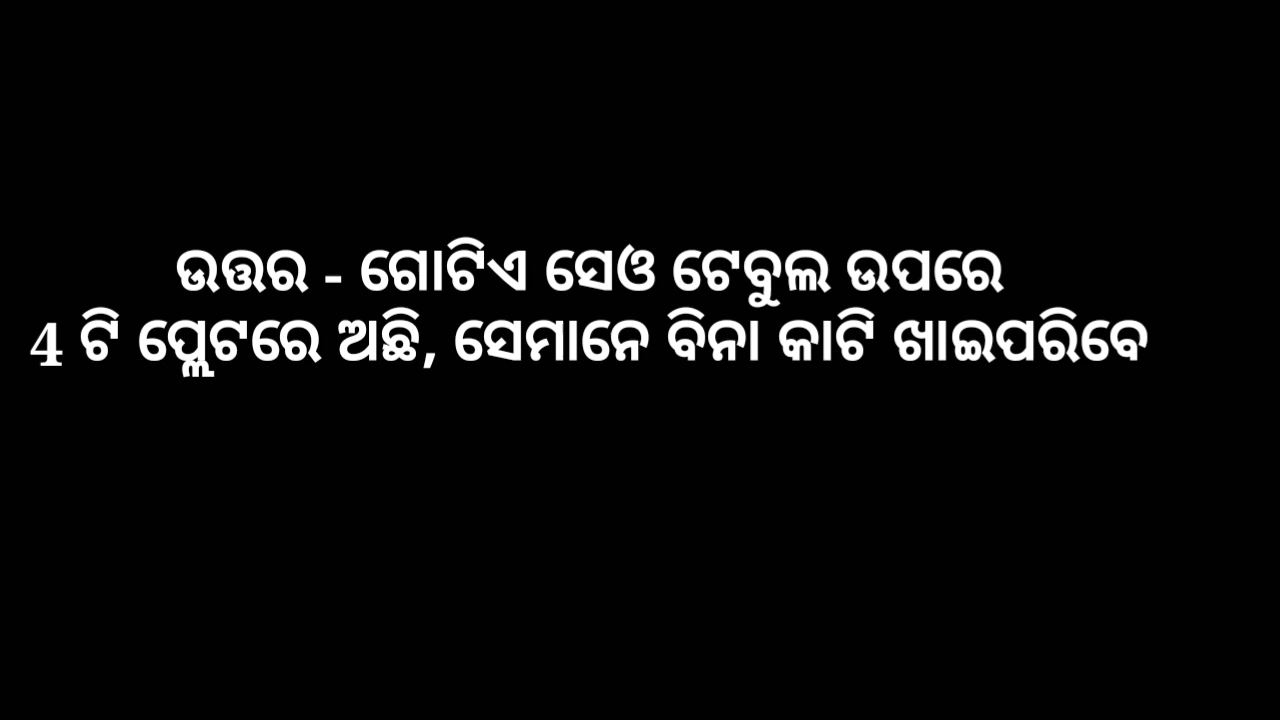 ଉତ୍ତର - ଗୋଟିଏ ସେଓ ଟେବୁଲ ଉପରେ
4 ଟି ପ୍ଲେଟରେ ଅଛି, ସେମାନେ ବିନା କାଟି ଖାଇପରିବେ